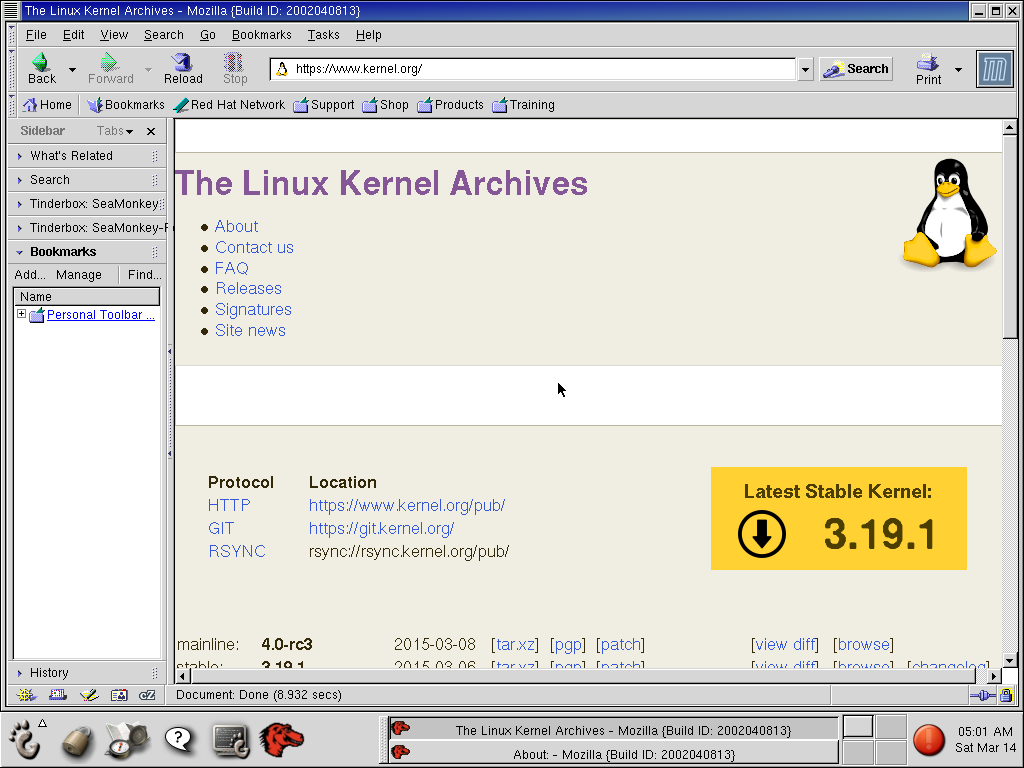 The Linux Kernel Archives - Mozilla {Build ID: 2002040813}
File Edit View Search Go Bookmarks Tasks Help
Back Forward Reload Stop https://www.kernel.org/ Search Print
Home Bookmarks Red Hat Network Support Shop Products Training
Sidebar Tabs
What's Related
Search
Tinderbox: SeaMonkey
Tinderbox: SeaMonkey-P
Bookmarks
Add... Manage Find...
Name
Personal Toolbar ...
History
The Linux Kernel Archives
About
Contact us
FAQ
Releases
Signatures
Site news
Protocol Location
HTTP https://www.kernel.org/pub/
GIT https://git.kernel.org/
RSYNC rsync://rsync.kernel.org/pub/
Latest Stable Kernel:
3.19.1
mainline: 4.0-rc3 2015-03-08 [tar.xz] [pgp] [patch] [view diff] [browse]
stable: 3.19.1 2015-03-06 [tar.xz] [pgp] [patch] [view diff] [browse] [changelog]
Document: Done (8.932 secs)
The Linux Kernel Archives - Mozilla {Build ID: 2002040813}
About: - Mozilla {Build ID: 2002040813}
05:01 AM
Sat Mar 14